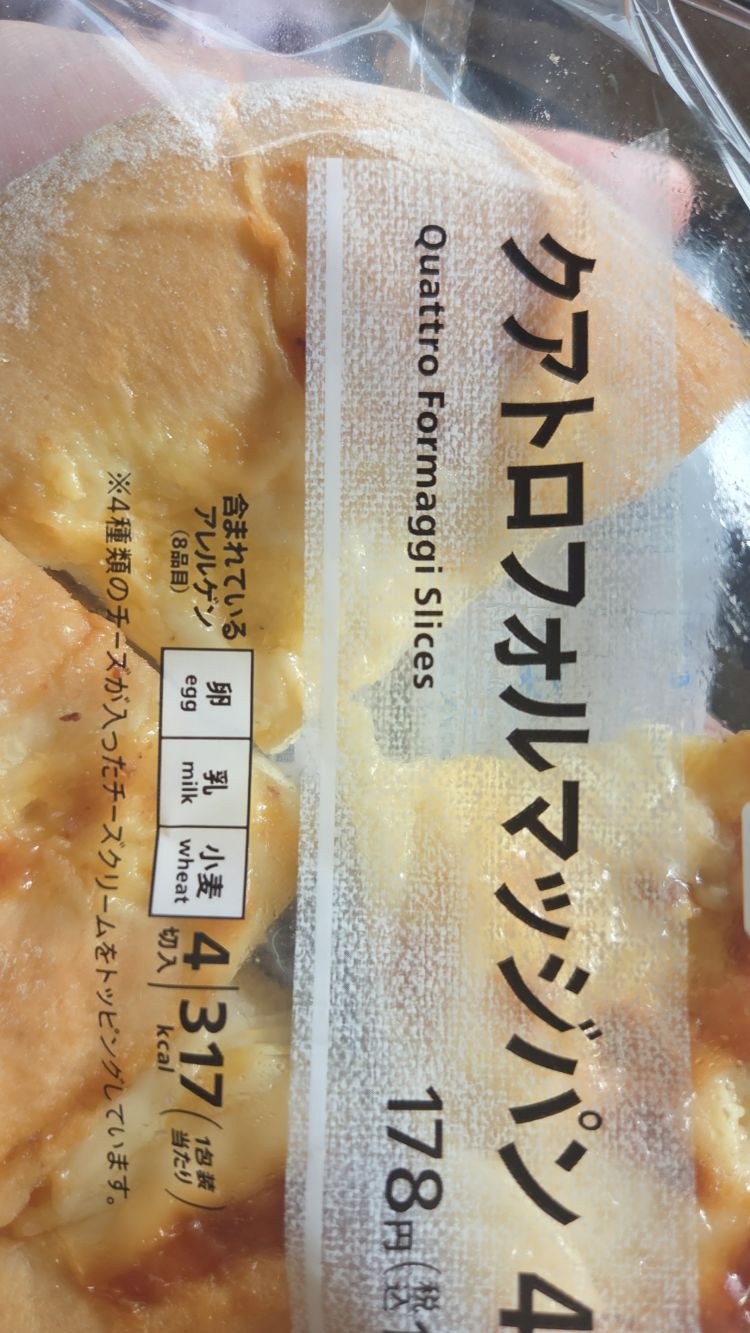 クアトロフォルマッジパン 4
Quattro Formaggi Slices
178円(税込
含まれている
アレルゲン
(8品目)
卵
egg
乳
milk
小麦
wheat
4
切入
317
kcal
(1包装
当たり)
※4種類のチーズが入ったチーズクリームをトッピングしています。